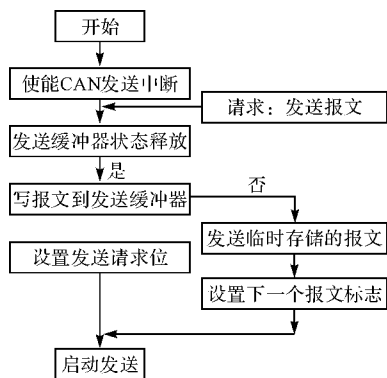 开始
使能CAN发送中断
请求：发送报文
发送缓冲器状态释放
是
写报文到发送缓冲器
否
发送临时存储的报文
设置发送请求位
设置下一个报文标志
启动发送